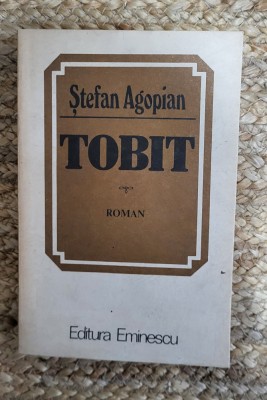 Ștefan Agopian
TOBIT
ROMAN
Editura Eminescu